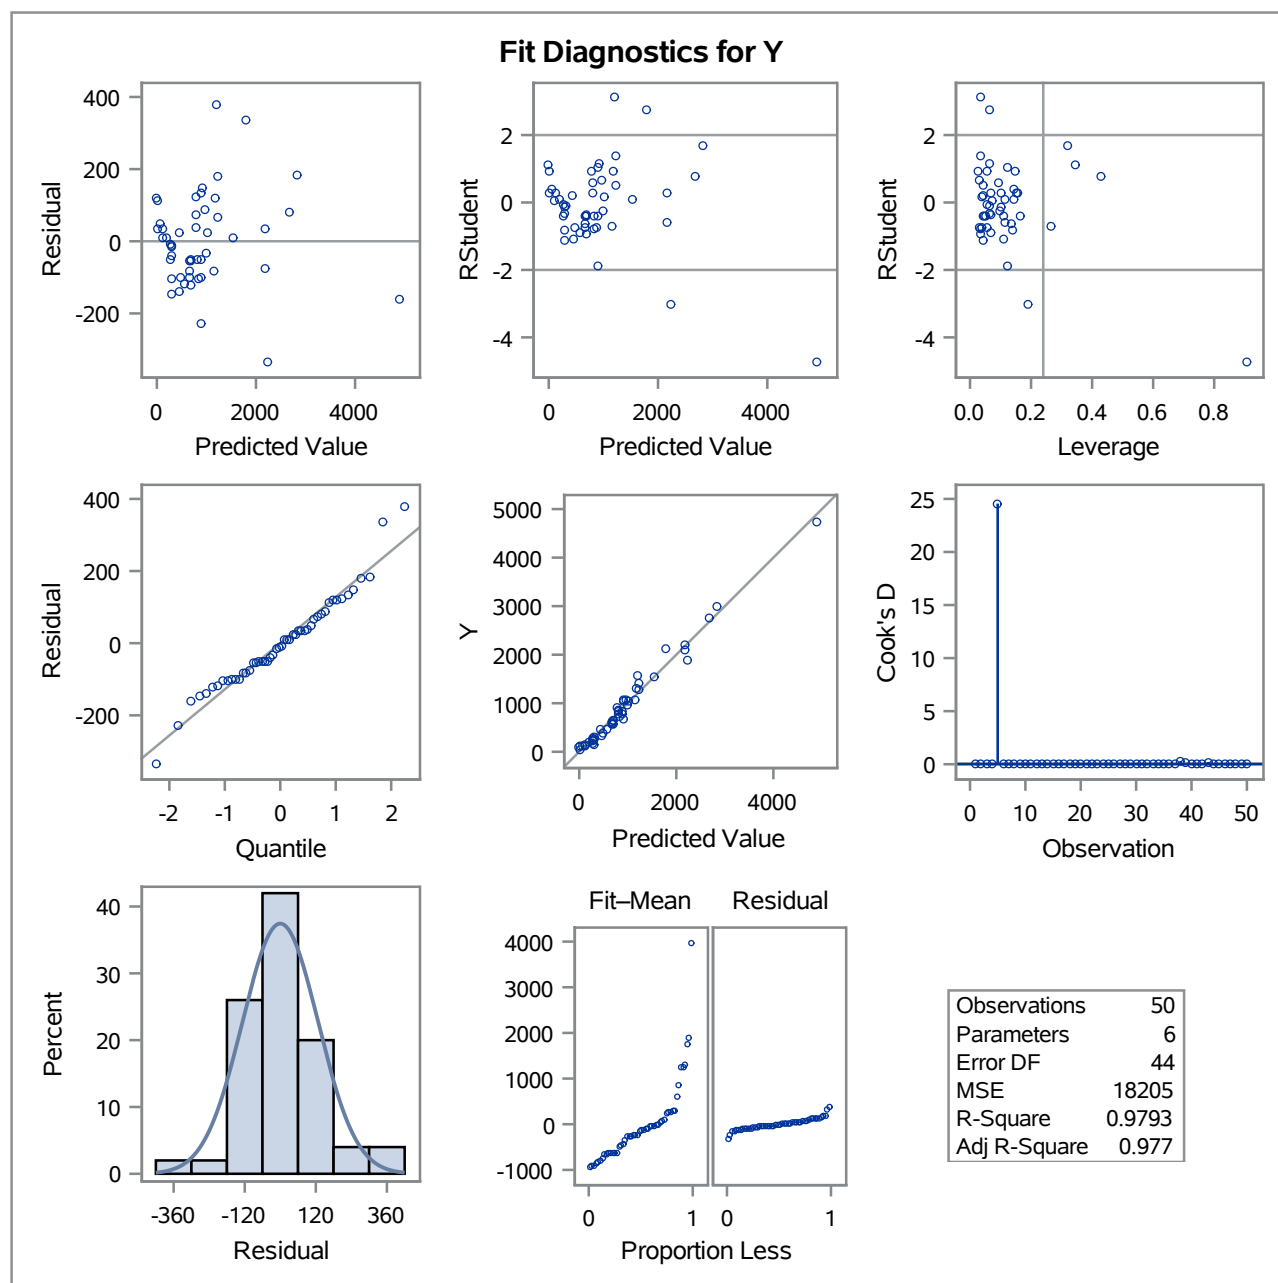 Fit Diagnostics for Y
400
200
0
-200
Residual
0 2000 4000
Predicted Value
2
0
-2
-4
RStudent
0 2000 4000
Predicted Value
2
0
-2
-4
RStudent
0.0 0.2 0.4 0.6 0.8
Leverage
400
200
0
-200
Residual
-2 -1 0 1 2
Quantile
5000
4000
3000
2000
1000
0
Y
0 2000 4000
Predicted Value
25
20
15
10
5
0
Cook's D
0 10 20 30 40 50
Observation
40
30
20
10
0
Percent
-360 -120 120 360
Residual
Fit–Mean Residual
4000
3000
2000
1000
0
-1000
0 1 0 1
Proportion Less
Observations 50
Parameters 6
Error DF 44
MSE 18205
R-Square 0.9793
Adj R-Square 0.977